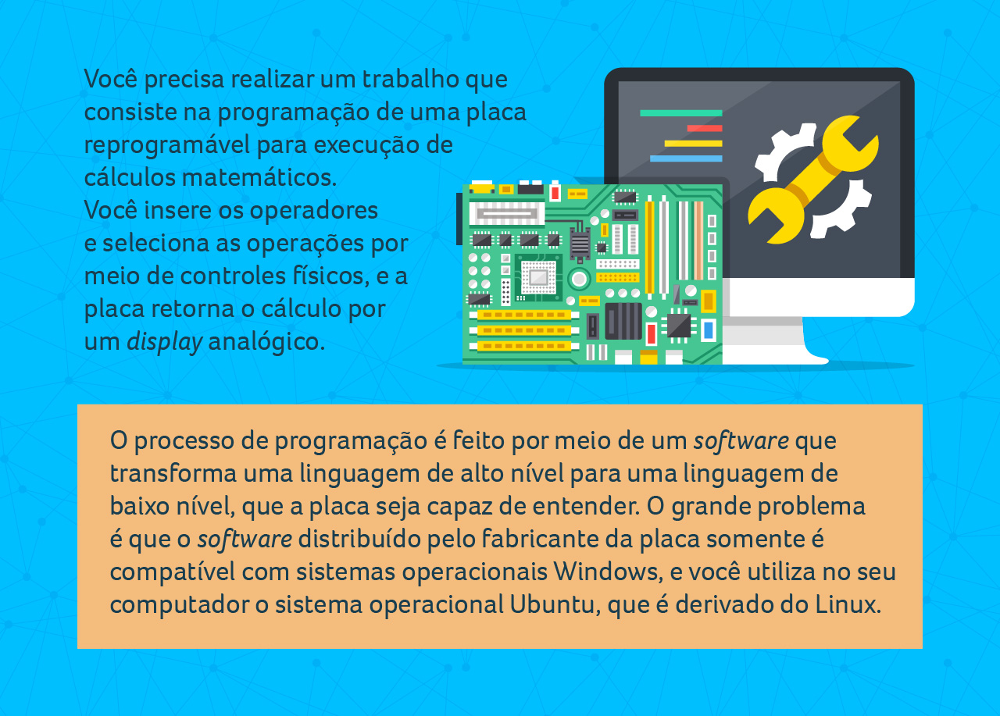 Você precisa realizar um trabalho que
consiste na programação de uma placa
reprogramável para execução de
cálculos matemáticos.
Você insere os operadores
e seleciona as operações por
meio de controles físicos, e a
placa retorna o cálculo por
um display analógico.
O processo de programação é feito por meio de um software que
transforma uma linguagem de alto nível para uma linguagem de
baixo nível, que a placa seja capaz de entender. O grande problema
é que o software distribuído pelo fabricante da placa somente é
compatível com sistemas operacionais Windows, e você utiliza no seu
computador o sistema operacional Ubuntu, que é derivado do Linux.